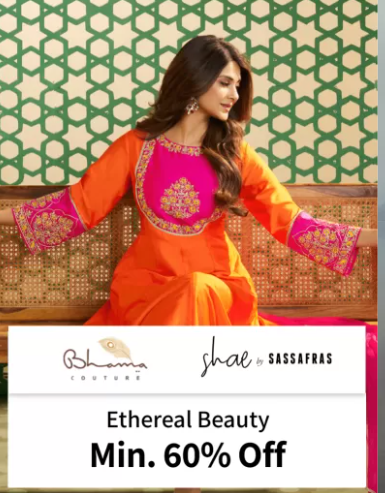 Bhama
COUTURE
shae by SASSAFRAS
Ethereal Beauty
Min. 60% Off